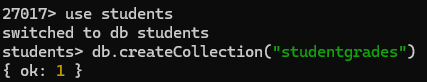 27017> use students
switched to db students
students> db.createCollection("studentgrades")
{ ok: 1 }